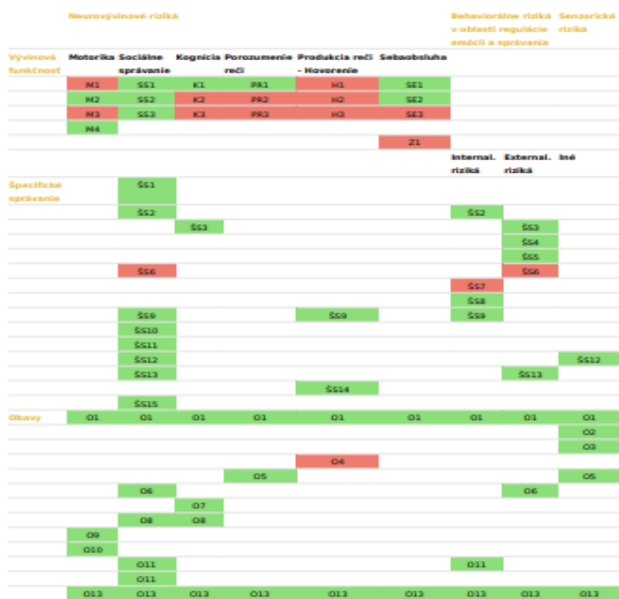 Neurovývinové riziká Behaviorálne riziká Senzorické
v oblasti regulácie riziká
emócií a správania
Vývinová Motorika Sociálne Kognícia Porozumenie Produkcia reči Sebaobsluha
funkčnosť správanie reči - Hovorenie
M1 SS1 K1 PR1 H1 SE1
M2 SS2 K2 PR2 H2 SE2
M3 SS3 K3 PR3 H3 SE3
M4
Z1
Internal. External. Iné
riziká riziká
Špecifické ŠS1
správanie
ŠS2 ŠS2
ŠS3 ŠS3
ŠS4
ŠS5
ŠS6 ŠS6
ŠS7
ŠS8
ŠS9 ŠS9 ŠS9
ŠS10
ŠS11
ŠS12 ŠS12
ŠS13 ŠS13
ŠS14
ŠS15
Obavy O1 O1 O1 O1 O1 O1 O1 O1 O1
O2
O3
O4
O5 O5
O6 O6
O7
O8 O8
O9
O10
O11 O11
O11
O13 O13 O13 O13 O13 O13 O13 O13 O13